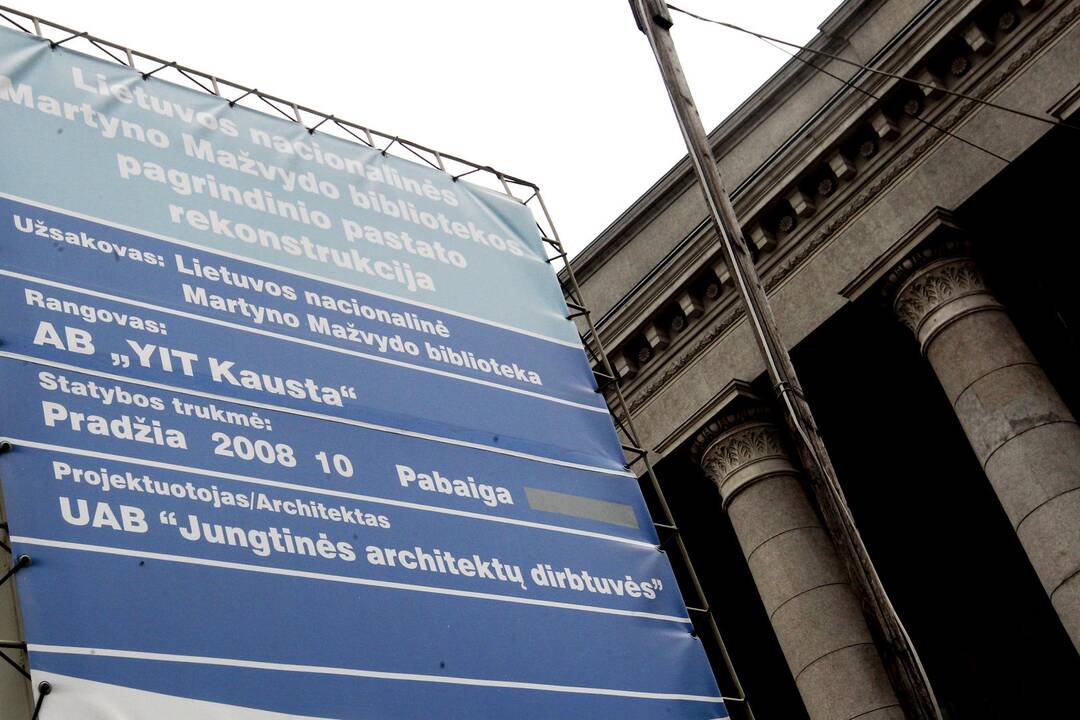 Lietuvos nacionalinės
Martyno Mažvydo bibliotekos
pagrindinio pastato
rekonstrukcija
Užsakovas: Lietuvos nacionalinė
Martyno Mažvydo biblioteka
Rangovas:
AB „YIT Kausta“
Statybos trukmė:
Pradžia 2008 10 Pabaiga
Projektuotojas/Architektas
UAB “Jungtinės architektų dirbtuvės”